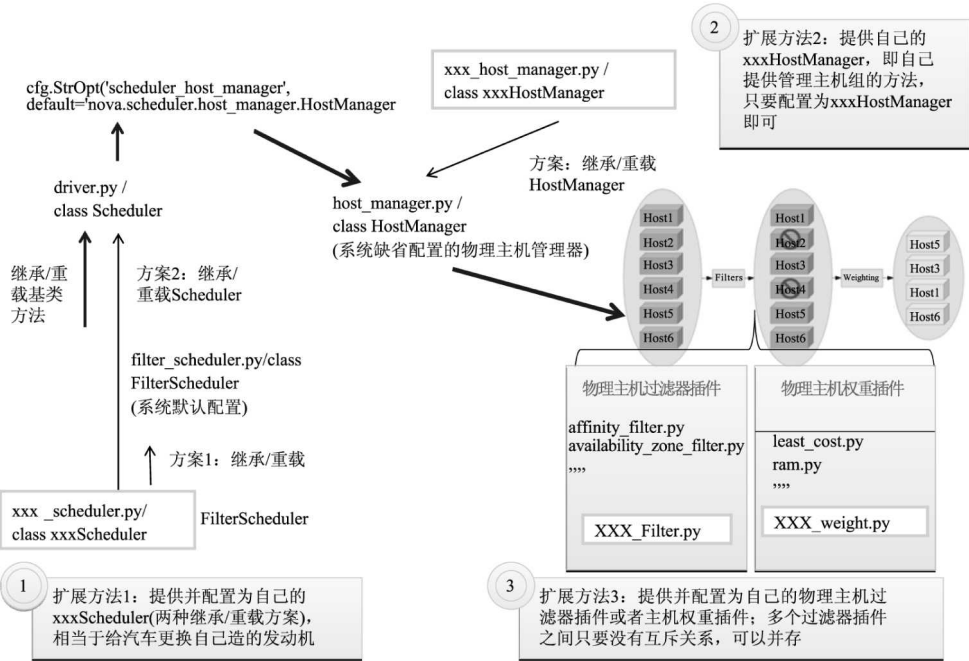 2
扩展方法2：提供自己的
xxxHostManager，即自己
提供管理主机组的方法，
只要配置为xxxHostManager
即可
xxx_host_manager.py /
class xxxHostManager
cfg.StrOpt('scheduler_host_manager',
default='nova.scheduler.host_manager.HostManager
方案：继承/重载
HostManager
driver.py /
class Scheduler
host_manager.py /
class HostManager
(系统缺省配置的物理主机管理器)
继承/重
载基类
方法
方案2：继承/
重载Scheduler
filter_scheduler.py/class
FilterScheduler
(系统默认配置)
方案1：继承/重载
FilterScheduler
xxx _scheduler.py/
class xxxScheduler
Host1
Host2
Host3
Host4
Host5
Host6
Filters
Host1
Host2
Host3
Host4
Host5
Host6
Weighting
Host5
Host3
Host1
Host6
物理主机过滤器插件
affinity_filter.py
availability_zone_filter.py
,,,,
XXX_Filter.py
物理主机权重插件
least_cost.py
ram.py
,,,,
XXX_weight.py
1
扩展方法1：提供并配置为自己的
xxxScheduler(两种继承/重载方案)，
相当于给汽车更换自己造的发动机
3
扩展方法3：提供并配置为自己的物理主机过
滤器插件或者主机权重插件；多个过滤器插件
之间只要没有互斥关系，可以并存